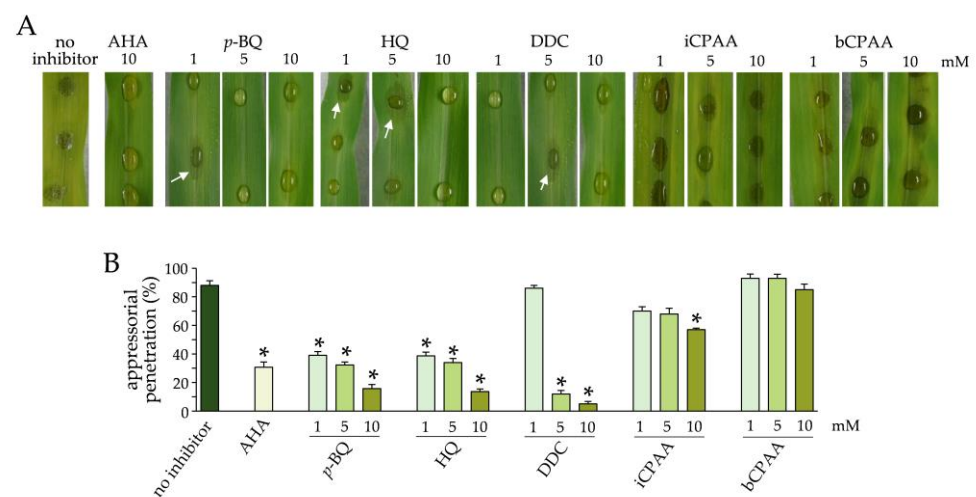 A
no inhibitor AHA p-BQ HQ DDC iCPAA bCPAA
10 1 5 10 1 5 10 1 5 10 1 5 10 1 5 10 mM
B
appressorial penetration (%)
100
80
60
40
20
0
* * * * * * * * * *
1 5 10 1 5 10 1 5 10 1 5 10 1 5 10 mM
no inhibitor AHA p-BQ HQ DDC iCPAA bCPAA